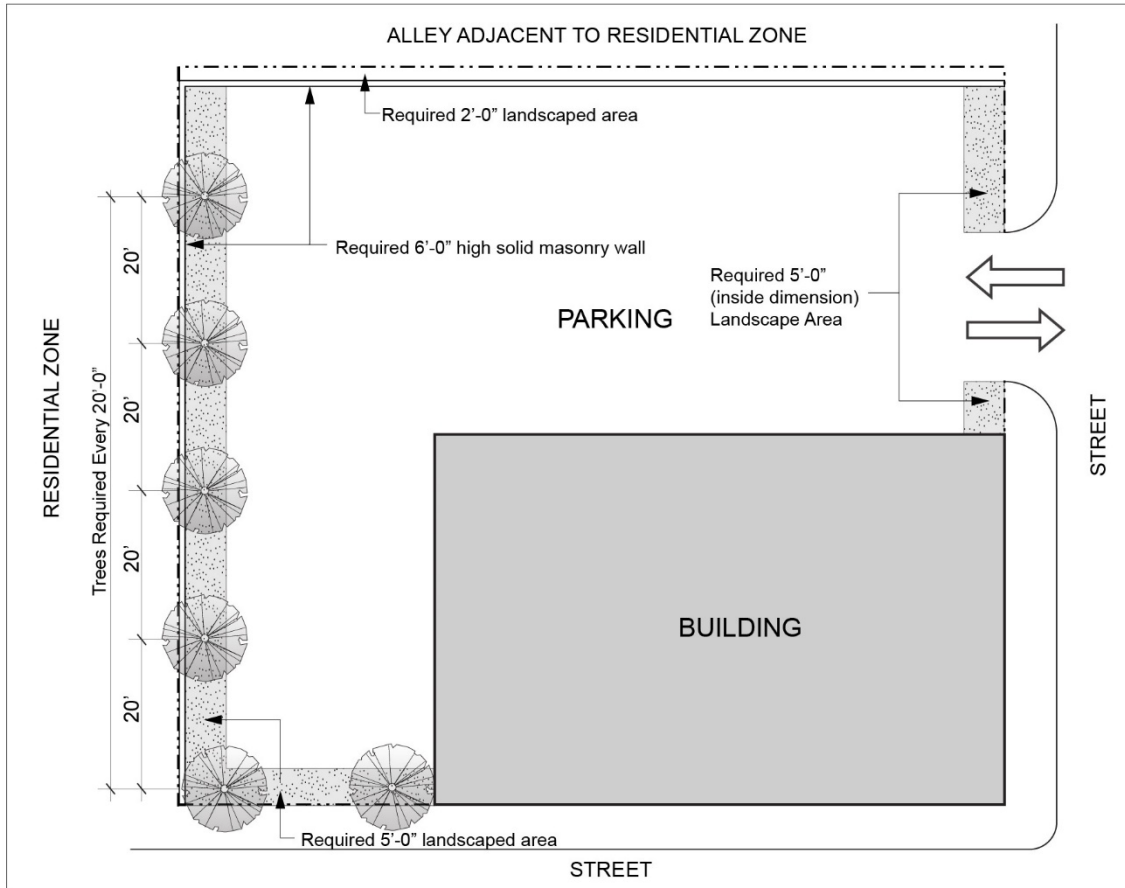 ALLEY ADJACENT TO RESIDENTIAL ZONE
Required 2’-0” landscaped area
Required 6’-0” high solid masonry wall
Required 5’-0”
(inside dimension)
Landscape Area
PARKING
RESIDENTIAL ZONE
Trees Required Every 20’-0”
20’
20’
20’
20’
STREET
BUILDING
Required 5’-0” landscaped area
STREET